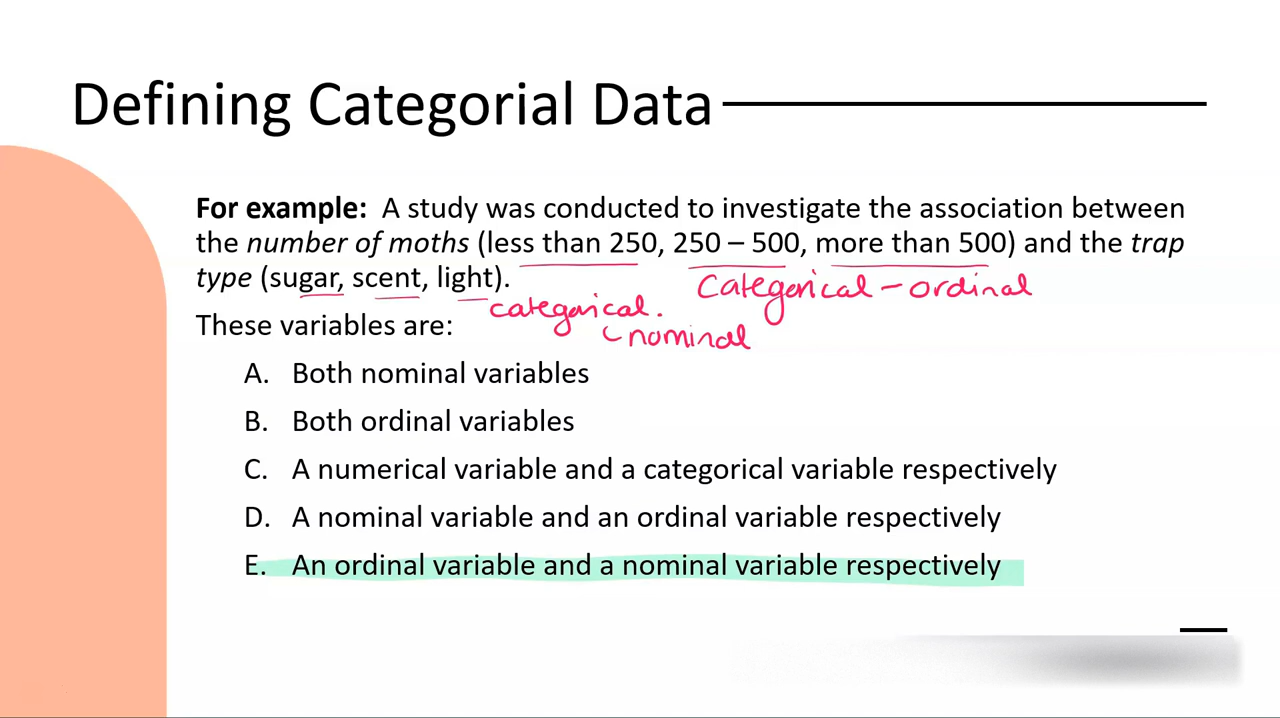 Defining Categorial Data
For example: A study was conducted to investigate the association between
the number of moths (less than 250, 250 – 500, more than 500) and the trap
type (sugar, scent, light).
Categorical – ordinal
categorical.
nominal
These variables are:
A. Both nominal variables
B. Both ordinal variables
C. A numerical variable and a categorical variable respectively
D. A nominal variable and an ordinal variable respectively
E. An ordinal variable and a nominal variable respectively